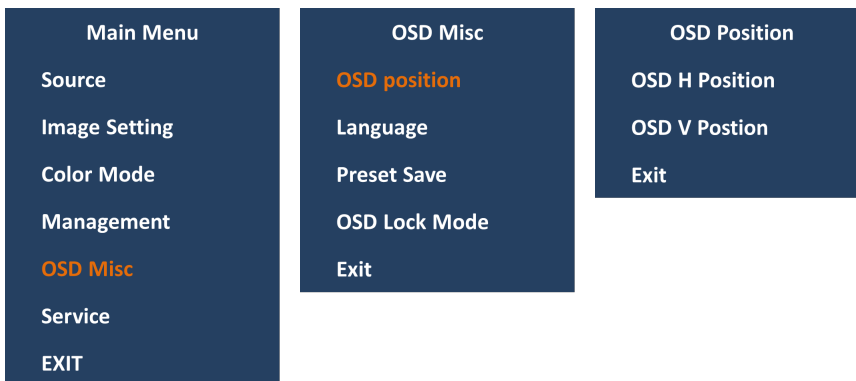 Main Menu
Source
Image Setting
Color Mode
Management
OSD Misc
Service
EXIT
OSD Misc
OSD position
Language
Preset Save
OSD Lock Mode
Exit
OSD Position
OSD H Position
OSD V Postion
Exit